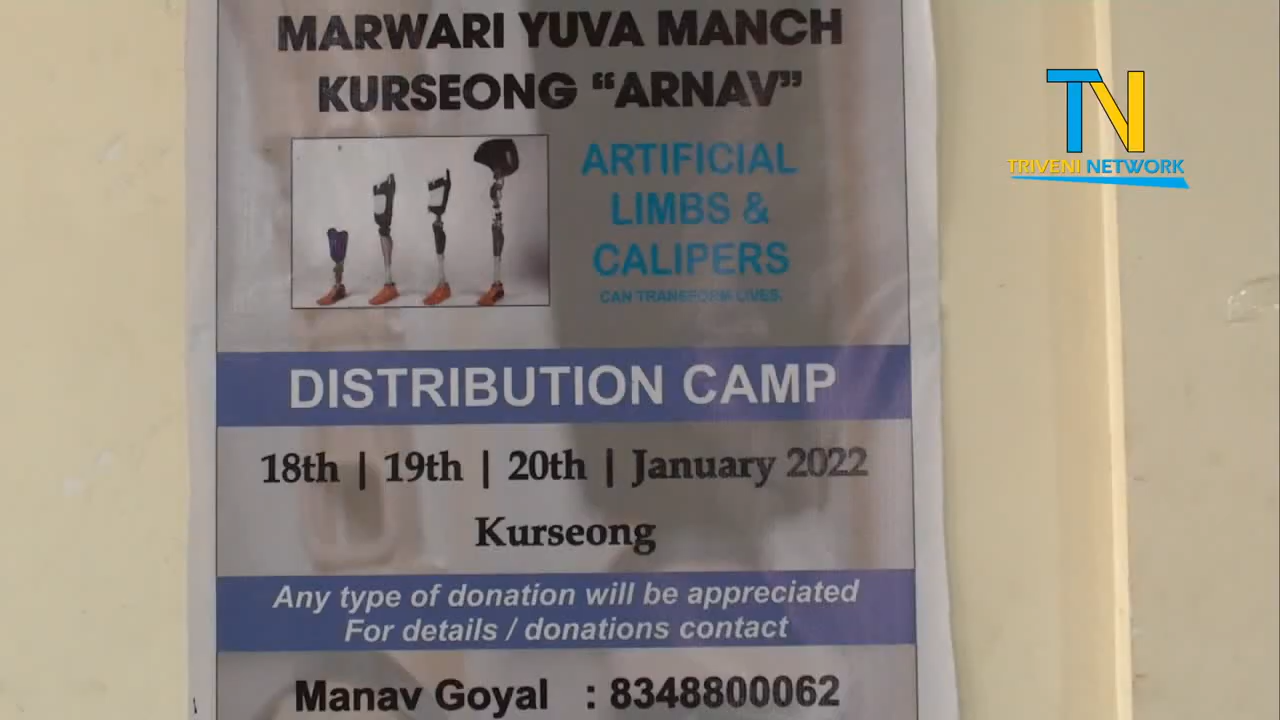 MARWARI YUVA MANCH
KURSEONG “ARNAV”
ARTIFICIAL
LIMBS &
CALIPERS
CAN TRANSFORM LIVES.
DISTRIBUTION CAMP
18th | 19th | 20th | January 2022
Kurseong
Any type of donation will be appreciated
For details / donations contact
Manav Goyal : 8348800062
TN
TRIVENI NETWORK